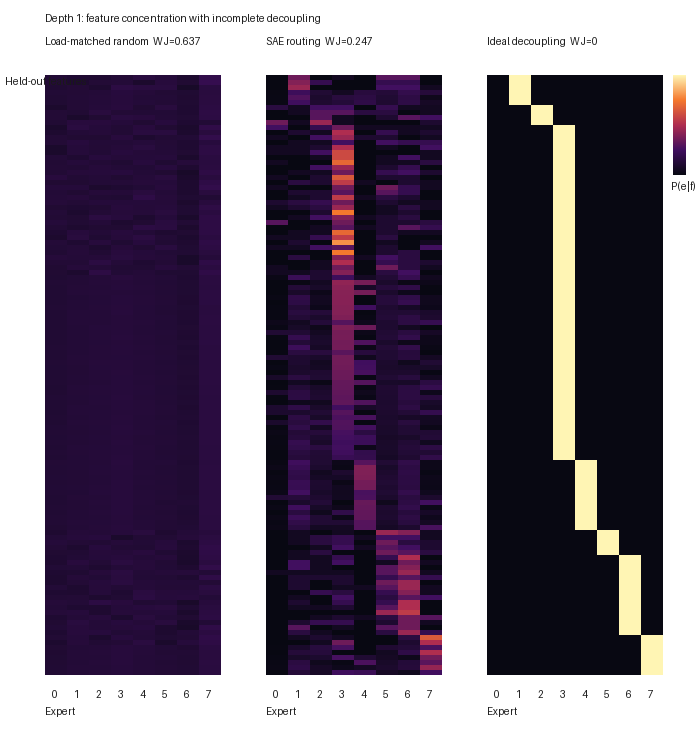 Depth 1: feature concentration with incomplete decoupling
Load-matched random WJ=0.637
SAE routing WJ=0.247
Ideal decoupling WJ=0
Held-out
P(e|f)
0 1 2 3 4 5 6 7
0 1 2 3 4 5 6 7
0 1 2 3 4 5 6 7
Expert
Expert
Expert